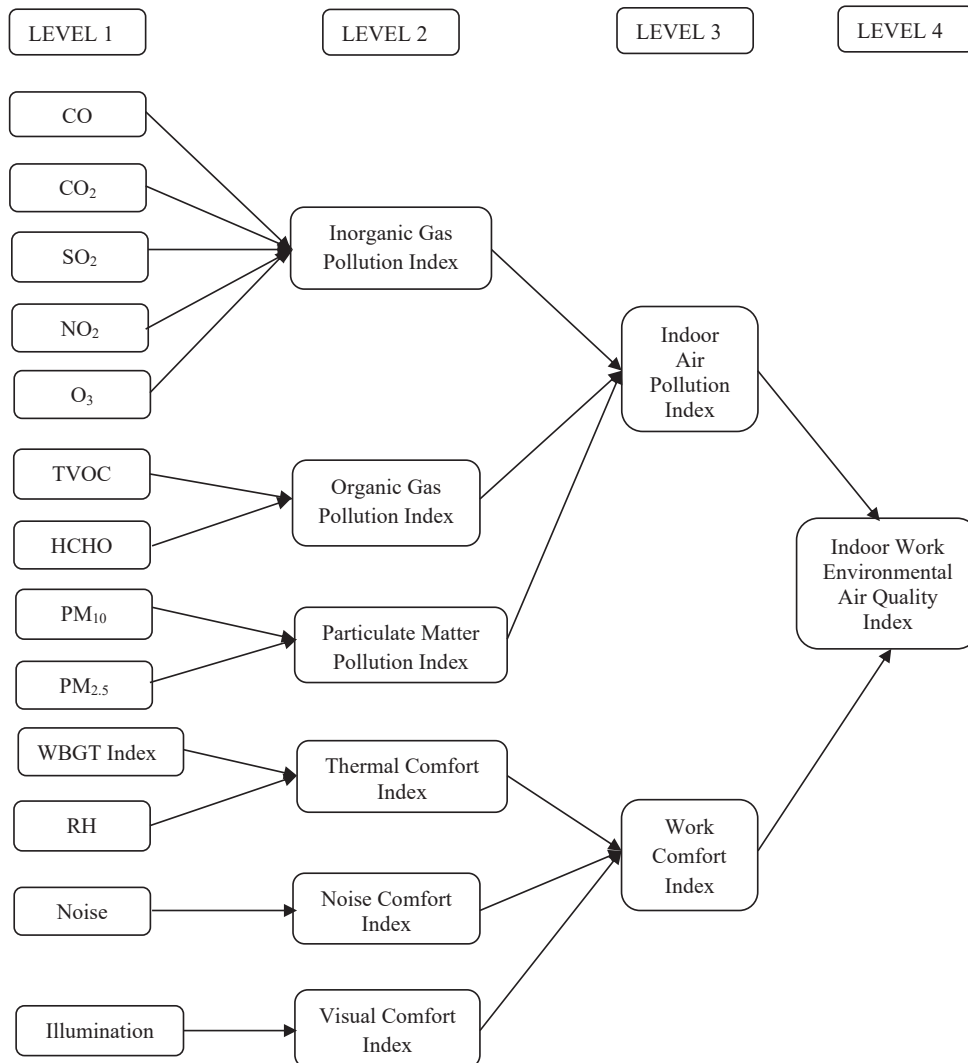 LEVEL 1
LEVEL 2
LEVEL 3
LEVEL 4
CO
CO₂
SO₂
NO₂
O₃
TVOC
HCHO
PM₁₀
PM₂.₅
WBGT Index
RH
Noise
Illumination
Inorganic Gas
Pollution Index
Organic Gas
Pollution Index
Particulate Matter
Pollution Index
Thermal Comfort
Index
Noise Comfort
Index
Visual Comfort
Index
Indoor
Air
Pollution
Index
Work
Comfort
Index
Indoor Work
Environmental
Air Quality
Index